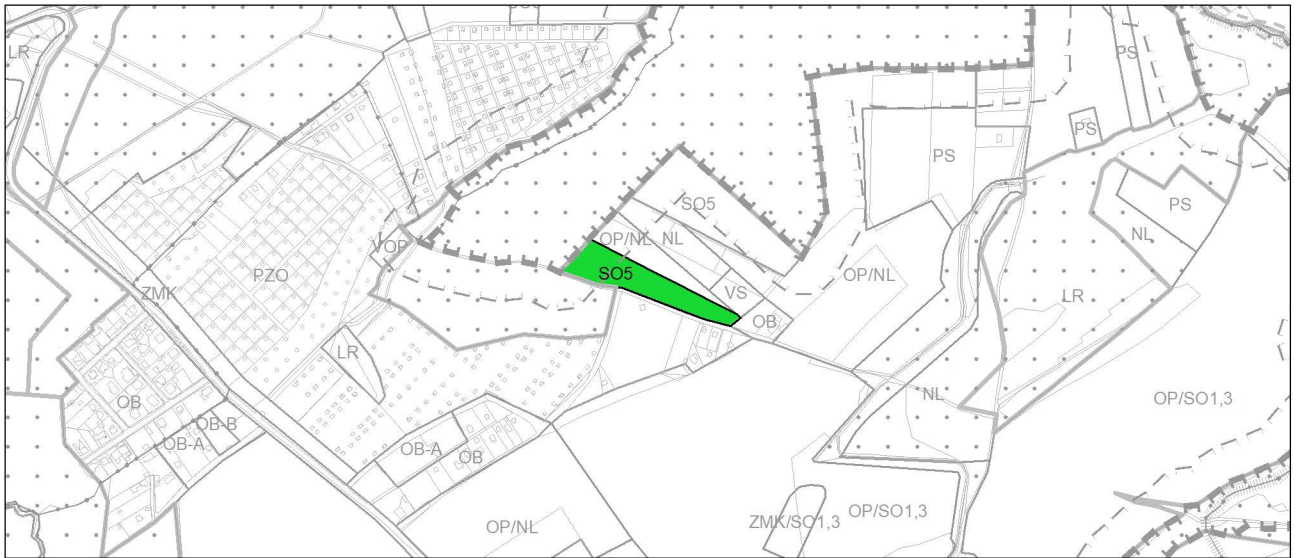 LR
PS
PS
PS
PS
SO5
OP/NL
NL
NL
VOP
SO5
OP/NL
PZO
ZMK
VS
LR
OB
LR
NL
OP/SO1,3
OB
OB-B
OB-A
OB-A
OB
OP/NL
ZMK/SO1,3
OP/SO1,3